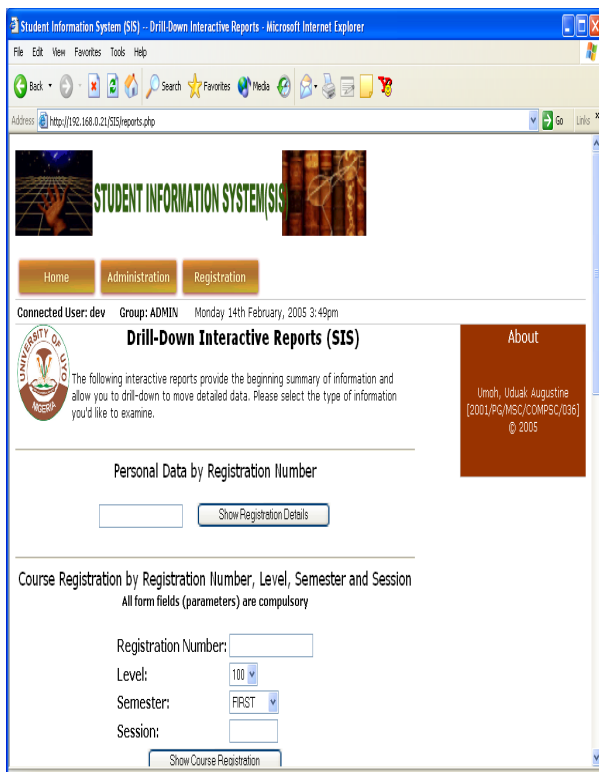 Student Information System (SIS) -- Drill-Down Interactive Reports - Microsoft Internet Explorer
File Edit View Favorites Tools Help
Back Search Favorites Media
Address http://192.168.0.21/SIS/reports.php Go Links »
STUDENT INFORMATION SYSTEM(SIS)
Home Administration Registration
Connected User: dev Group: ADMIN Monday 14th February, 2005 3:49pm
UNIVERSITY OF UYO
NIGERIA
Drill-Down Interactive Reports (SIS)
The following interactive reports provide the beginning summary of information and
allow you to drill-down to move detailed data. Please select the type of information
you'd like to examine.
About
Umoh, Uduak Augustine
[2001/PG/MSC/COMPSC/036]
© 2005
Personal Data by Registration Number
Show Registration Details
Course Registration by Registration Number, Level, Semester and Session
All form fields (parameters) are compulsory
Registration Number:
Level: 100
Semester: FIRST
Session:
Show Course Registration